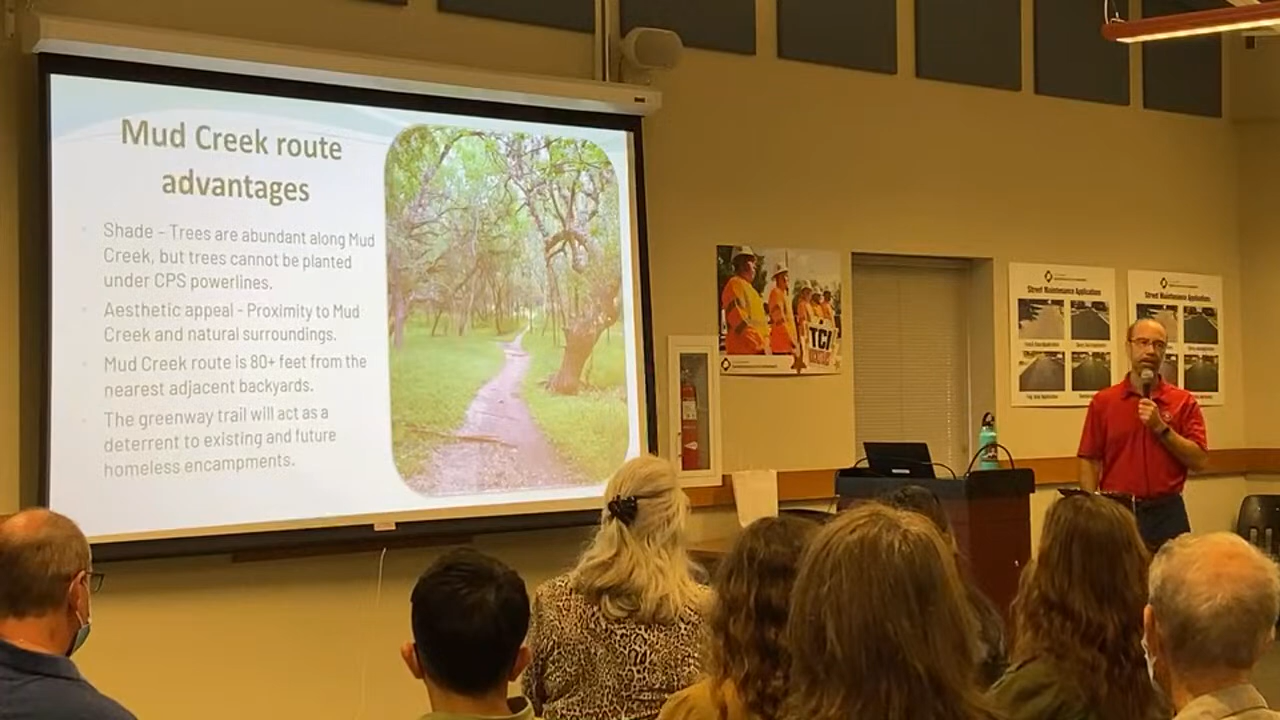 Mud Creek route
advantages
Shade – Trees are abundant along Mud
Creek, but trees cannot be planted
under CPS powerlines.
Aesthetic appeal - Proximity to Mud
Creek and natural surroundings.
Mud Creek route is 80+ feet from the
nearest adjacent backyards.
The greenway trail will act as a
deterrent to existing and future
homeless encampments.
TCI
Street Maintenance Applications
Street Maintenance Applications